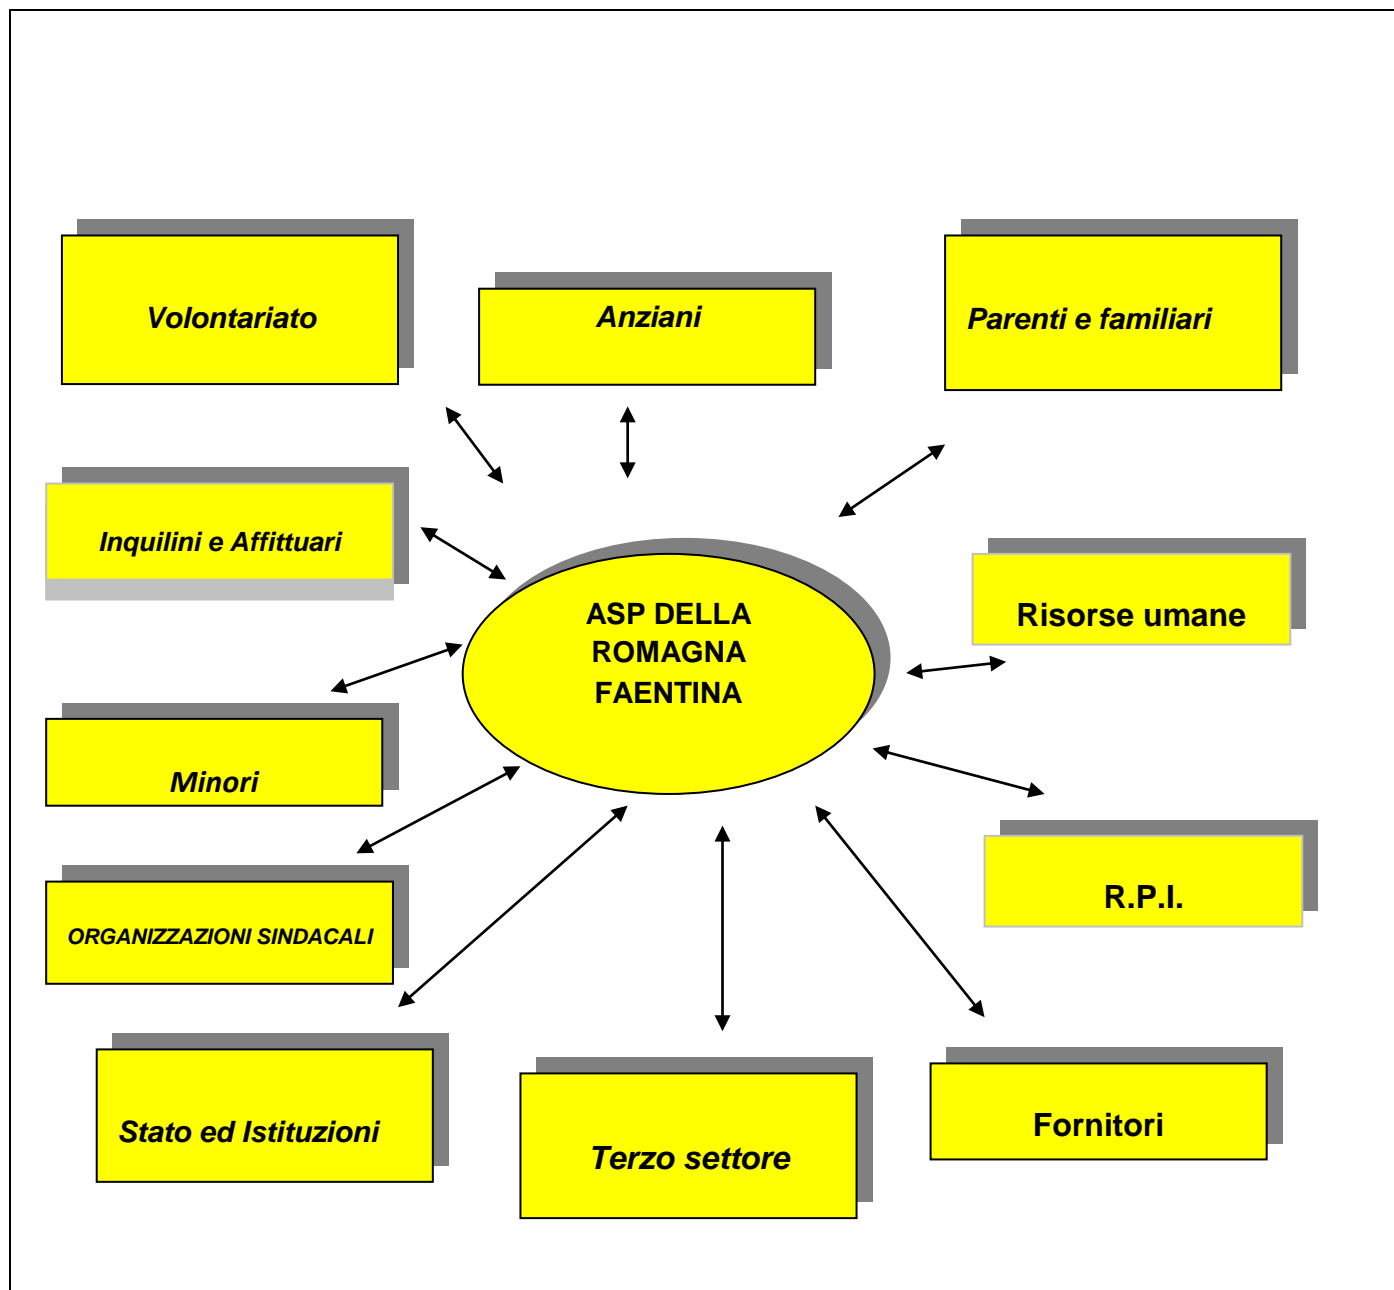 Volontariato
Anziani
Parenti e familiari
Inquilini e Affittuari
ASP DELLA
ROMAGNA
FAENTINA
Risorse umane
Minori
R.P.I.
ORGANIZZAZIONI SINDACALI
Stato ed Istituzioni
Terzo settore
Fornitori